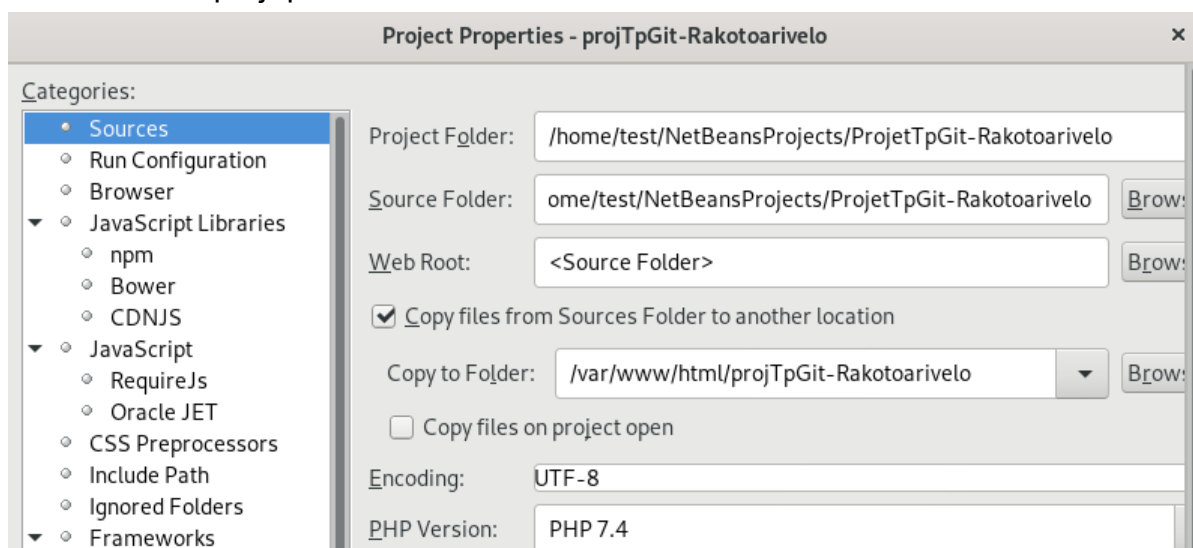 Project Properties - projTpGit-Rakotoarivelo ×
Categories:
Sources
Run Configuration
Browser
JavaScript Libraries
npm
Bower
CDNJS
JavaScript
RequireJs
Oracle JET
CSS Preprocessors
Include Path
Ignored Folders
Frameworks
Project Folder: /home/test/NetBeansProjects/ProjetTpGit-Rakotoarivelo
Source Folder: ome/test/NetBeansProjects/ProjetTpGit-Rakotoarivelo Brows
Web Root: <Source Folder> Brows
Copy files from Sources Folder to another location
Copy to Folder: /var/www/html/projTpGit-Rakotoarivelo Brows
Copy files on project open
Encoding: UTF-8
PHP Version: PHP 7.4